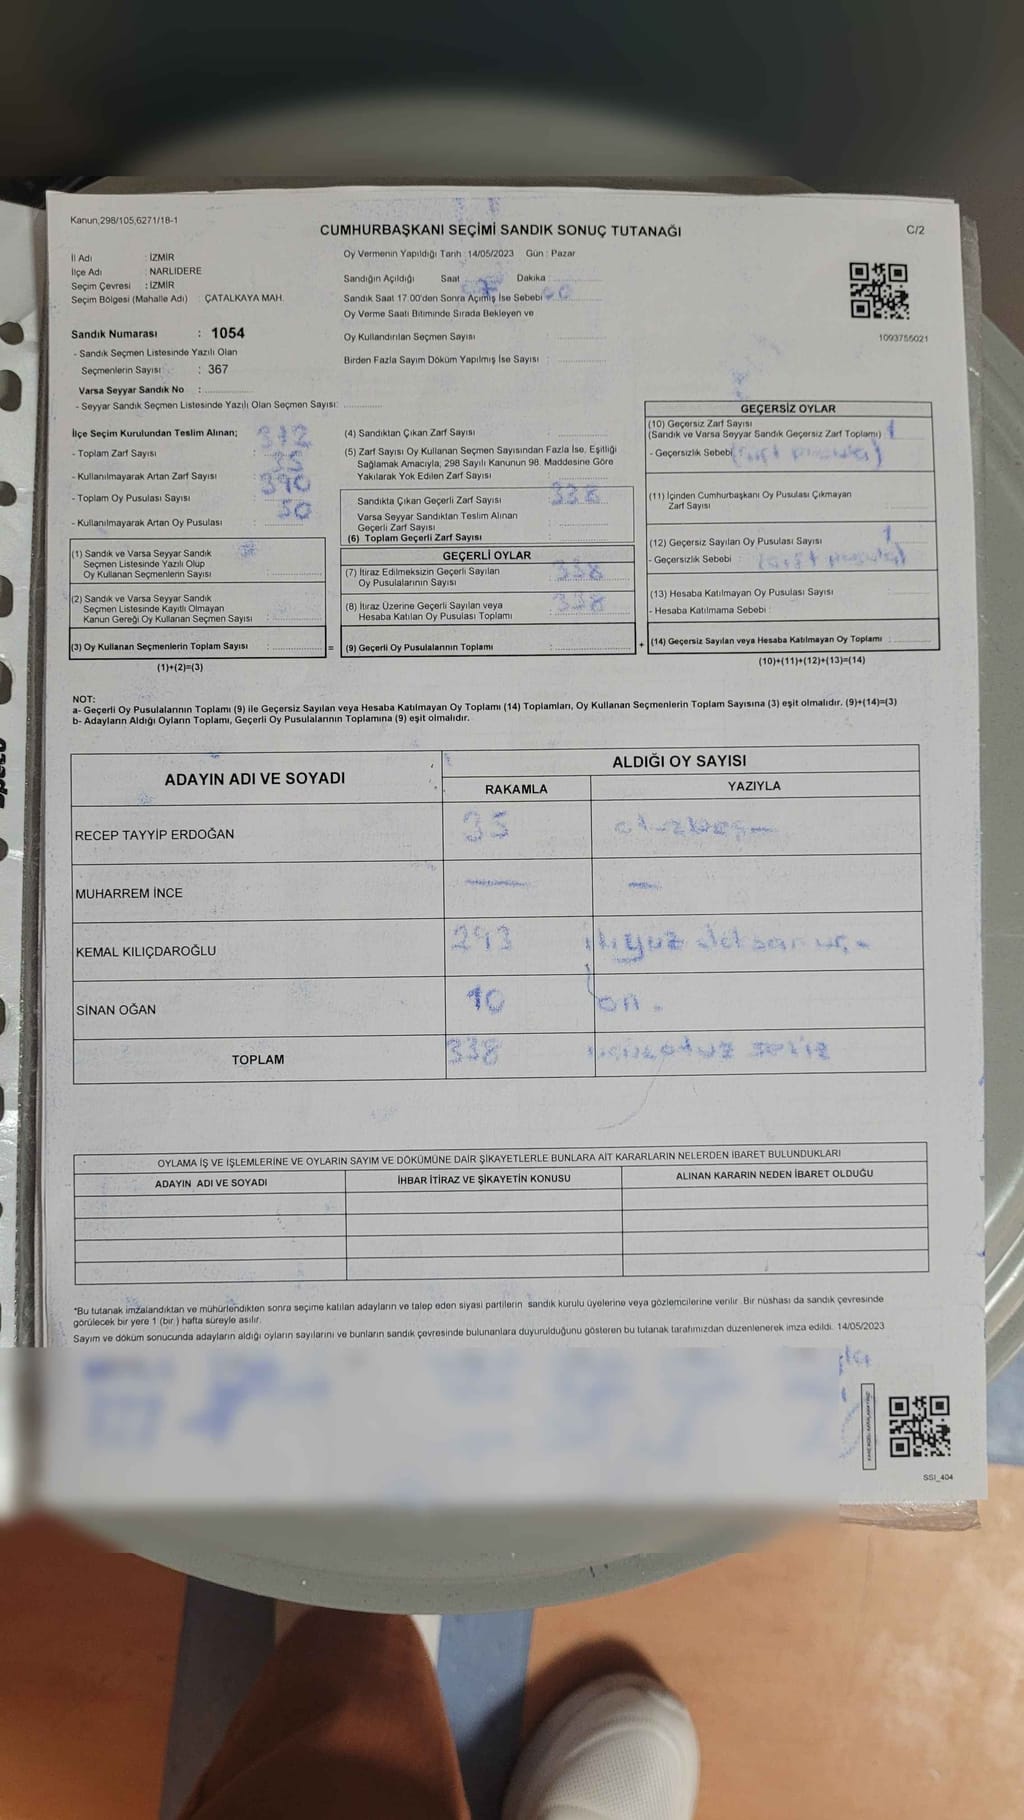 Kanun,298/105,6271/18-1
CUMHURBAŞKANI SEÇİMİ SANDIK SONUÇ TUTANAĞI
C/2
İl Adı : İZMİR
İlçe Adı : NARLIDERE
Seçim Çevresi : İZMİR
Seçim Bölgesi (Mahalle Adı) : ÇATALKAYA MAH.
Sandık Numarası : 1054
- Sandık Seçmen Listesinde Yazılı Olan
Seçmenlerin Sayısı : 367
Varsa Seyyar Sandık No :
- Seyyar Sandık Seçmen Listesinde Yazılı Olan Seçmen Sayısı:
Oy Vermenin Yapıldığı Tarih : 14/05/2023 Gün : Pazar
Sandığın Açıldığı Saat Dakika :
Sandık Saat 17.00'den Sonra Açmış İse Sebebi
Oy Verme Saati Bitiminde Sırada Bekleyen ve
Oy Kullandırılan Seçmen Sayısı :
Birden Fazla Sayım Döküm Yapılmış İse Sayısı :
1003755021
İlçe Seçim Kurulundan Teslim Alınan;
- Toplam Zarf Sayısı :
- Kullanılmayarak Artan Zarf Sayısı : 35
- Toplam Oy Pusulası Sayısı : 390
- Kullanılmayarak Artan Oy Pusulası : 50
(1) Sandık ve Varsa Seyyar Sandık
Seçmen Listesinde Yazılı Olup
Oy Kullanan Seçmenlerin Sayısı :
(2) Sandık ve Varsa Seyyar Sandık
Seçmen Listesinde Kayıtlı Olmayan
Kanun Gereği Oy Kullanan Seçmen Sayısı :
(3) Oy Kullanan Seçmenlerin Toplam Sayısı :
(1)+(2)=(3)
=
(4) Sandıktan Çıkan Zarf Sayısı :
(5) Zarf Sayısı Oy Kullanan Seçmen Sayısından Fazla İse, Eşitliği
Sağlamak Amacıyla, 298 Sayılı Kanunun 98. Maddesine Göre
Yakılarak Yok Edilen Zarf Sayısı :
Sandıkta Çıkan Geçerli Zarf Sayısı : 338
Varsa Seyyar Sandıktan Teslim Alınan
Geçerli Zarf Sayısı :
(6) Toplam Geçerli Zarf Sayısı :
GEÇERLİ OYLAR
(7) İtiraz Edilmeksizin Geçerli Sayılan
Oy Pusulalarının Sayısı : 338
(8) İtiraz Üzerine Geçerli Sayılan veya
Hesaba Katılan Oy Pusulası Toplamı : 338
(9) Geçerli Oy Pusulalarının Toplamı :
+
GEÇERSİZ OYLAR
(10) Geçersiz Zarf Sayısı
(Sandık ve Varsa Seyyar Sandık Geçersiz Zarf Toplamı) : 1
- Geçersizlik Sebebi
(11) İçinden Cumhurbaşkanı Oy Pusulası Çıkmayan
Zarf Sayısı :
(12) Geçersiz Sayılan Oy Pusulası Sayısı : 1
- Geçersizlik Sebebi :
(13) Hesaba Katılmayan Oy Pusulası Sayısı :
- Hesaba Katılmama Sebebi :
(14) Geçersiz Sayılan veya Hesaba Katılmayan Oy Toplamı :
(10)+(11)+(12)+(13)=(14)
NOT:
a- Geçerli Oy Pusulalarının Toplamı (9) ile Geçersiz Sayılan veya Hesaba Katılmayan Oy Toplamı (14) Toplamları, Oy Kullanan Seçmenlerin Toplam Sayısına (3) eşit olmalıdır. (9)+(14)=(3)
b- Adayların Aldığı Oyların Toplamı, Geçerli Oy Pusulalarının Toplamına (9) eşit olmalıdır.
ADAYIN ADI VE SOYADI
ALDIĞI OY SAYISI
RAKAMLA YAZIYLA
RECEP TAYYİP ERDOĞAN 35 otuzbeş
MUHARREM İNCE — —
KEMAL KILIÇDAROĞLU 293
SİNAN OĞAN 10 on
TOPLAM 338
OYLAMA İŞ VE İŞLEMLERİNE VE OYLARIN SAYIM VE DÖKÜMÜNE DAİR ŞİKAYETLERLE BUNLARA AİT KARARLARIN NELERDEN İBARET BULUNDUKLARI
ADAYIN ADI VE SOYADI İHBAR İTİRAZ VE ŞİKAYETİN KONUSU ALINAN KARARIN NEDEN İBARET OLDUĞU
*Bu tutanak imzalandıktan ve mühürlendikten sonra seçime katılan adayların ve talep eden siyasi partilerin sandık kurulu üyelerine veya gözlemcilerine verilir. Bir nüshası da sandık çevresinde
görülecek bir yere 1 (bir ) hafta süreyle asılır.
Sayım ve döküm sonucunda adayların aldığı oyların sayılarını ve bunların sandık çevresinde bulunanlara duyurulduğunu gösteren bu tutanak tarafımızdan düzenlenerek imza edildi. 14/05/2023
SSI_404